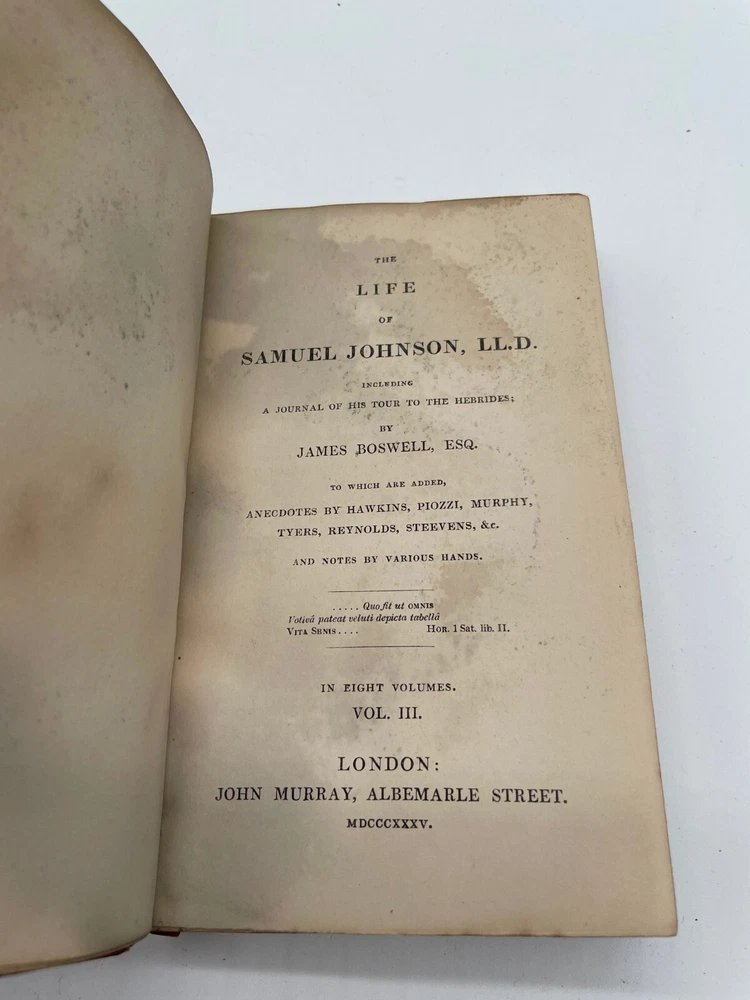 THE
LIFE
OF
SAMUEL JOHNSON, LL.D.
INCLUDING
A JOURNAL OF HIS TOUR TO THE HEBRIDES;
BY
JAMES BOSWELL, ESQ.
TO WHICH ARE ADDED,
ANECDOTES BY HAWKINS, PIOZZI, MURPHY,
TYERS, REYNOLDS, STEEVENS, &c.
AND NOTES BY VARIOUS HANDS.
..... Quo fit ut OMNIS
Votivâ pateat veluti depicta tabellâ
VITA SENIS.... HOR. 1 Sat. lib. II.
IN EIGHT VOLUMES.
VOL. III.
LONDON:
JOHN MURRAY, ALBEMARLE STREET.
MDCCCXXXV.